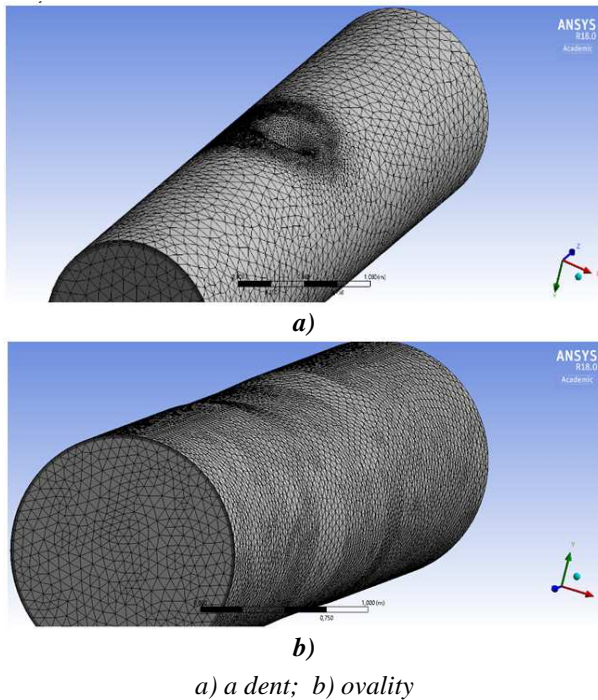 ANSYS
R18.0
Academic
1,000 (m)
a)
ANSYS
R18.0
Academic
Y
1,000 (m)
0,750
b)
a) a dent; b) ovality